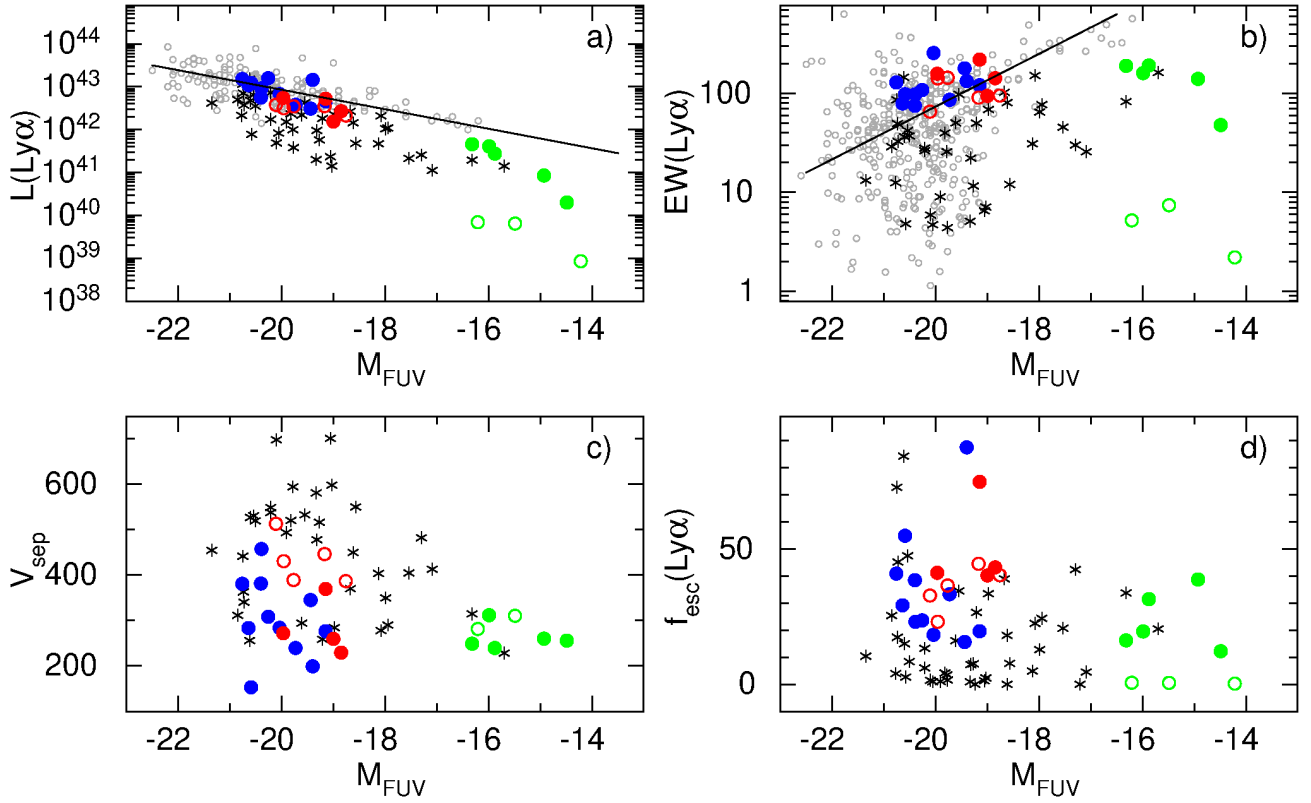 a)
L(Lyα)
10^44
10^43
10^42
10^41
10^40
10^39
10^38
-22 -20 -18 -16 -14
M_FUV
b)
EW(Lyα)
100
10
1
-22 -20 -18 -16 -14
M_FUV
c)
V_sep
600
400
200
-22 -20 -18 -16 -14
M_FUV
d)
f_esc(Lyα)
50
0
-22 -20 -18 -16 -14
M_FUV